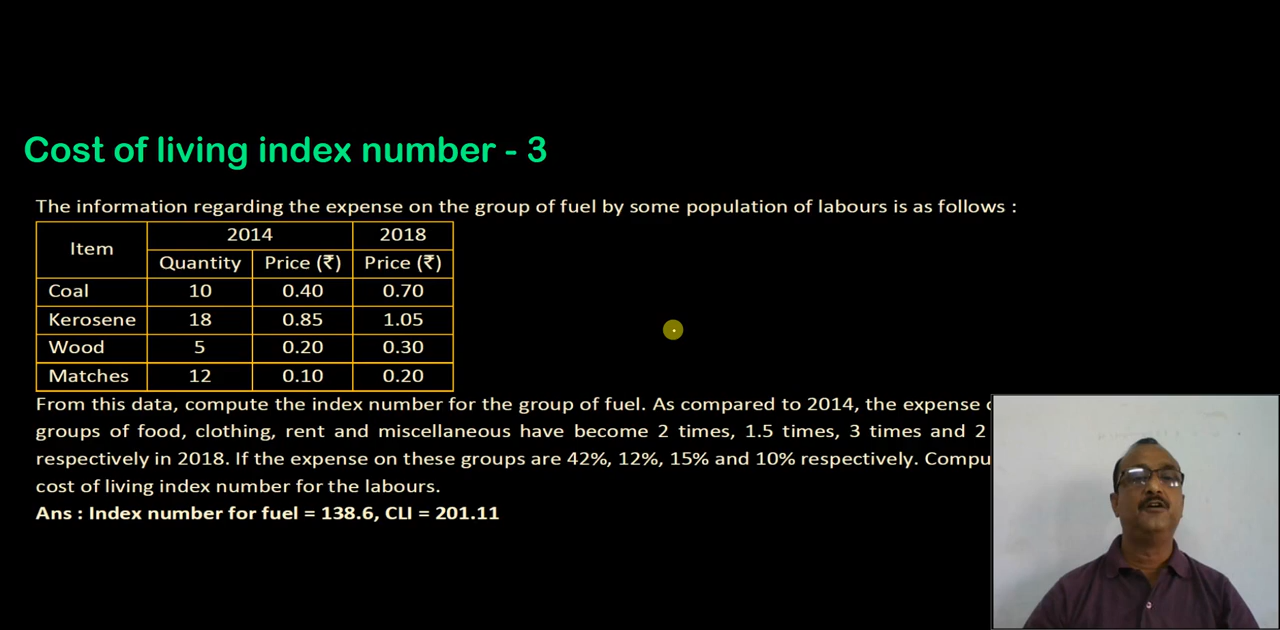 Cost of living index number - 3
The information regarding the expense on the group of fuel by some population of labours is as follows :
Item 2014 2018
Quantity Price (₹) Price (₹)
Coal 10 0.40 0.70
Kerosene 18 0.85 1.05
Wood 5 0.20 0.30
Matches 12 0.10 0.20
From this data, compute the index number for the group of fuel. As compared to 2014, the expense
groups of food, clothing, rent and miscellaneous have become 2 times, 1.5 times, 3 times and 2
respectively in 2018. If the expense on these groups are 42%, 12%, 15% and 10% respectively.
cost of living index number for the labours.
Ans : Index number for fuel = 138.6, CLI = 201.11